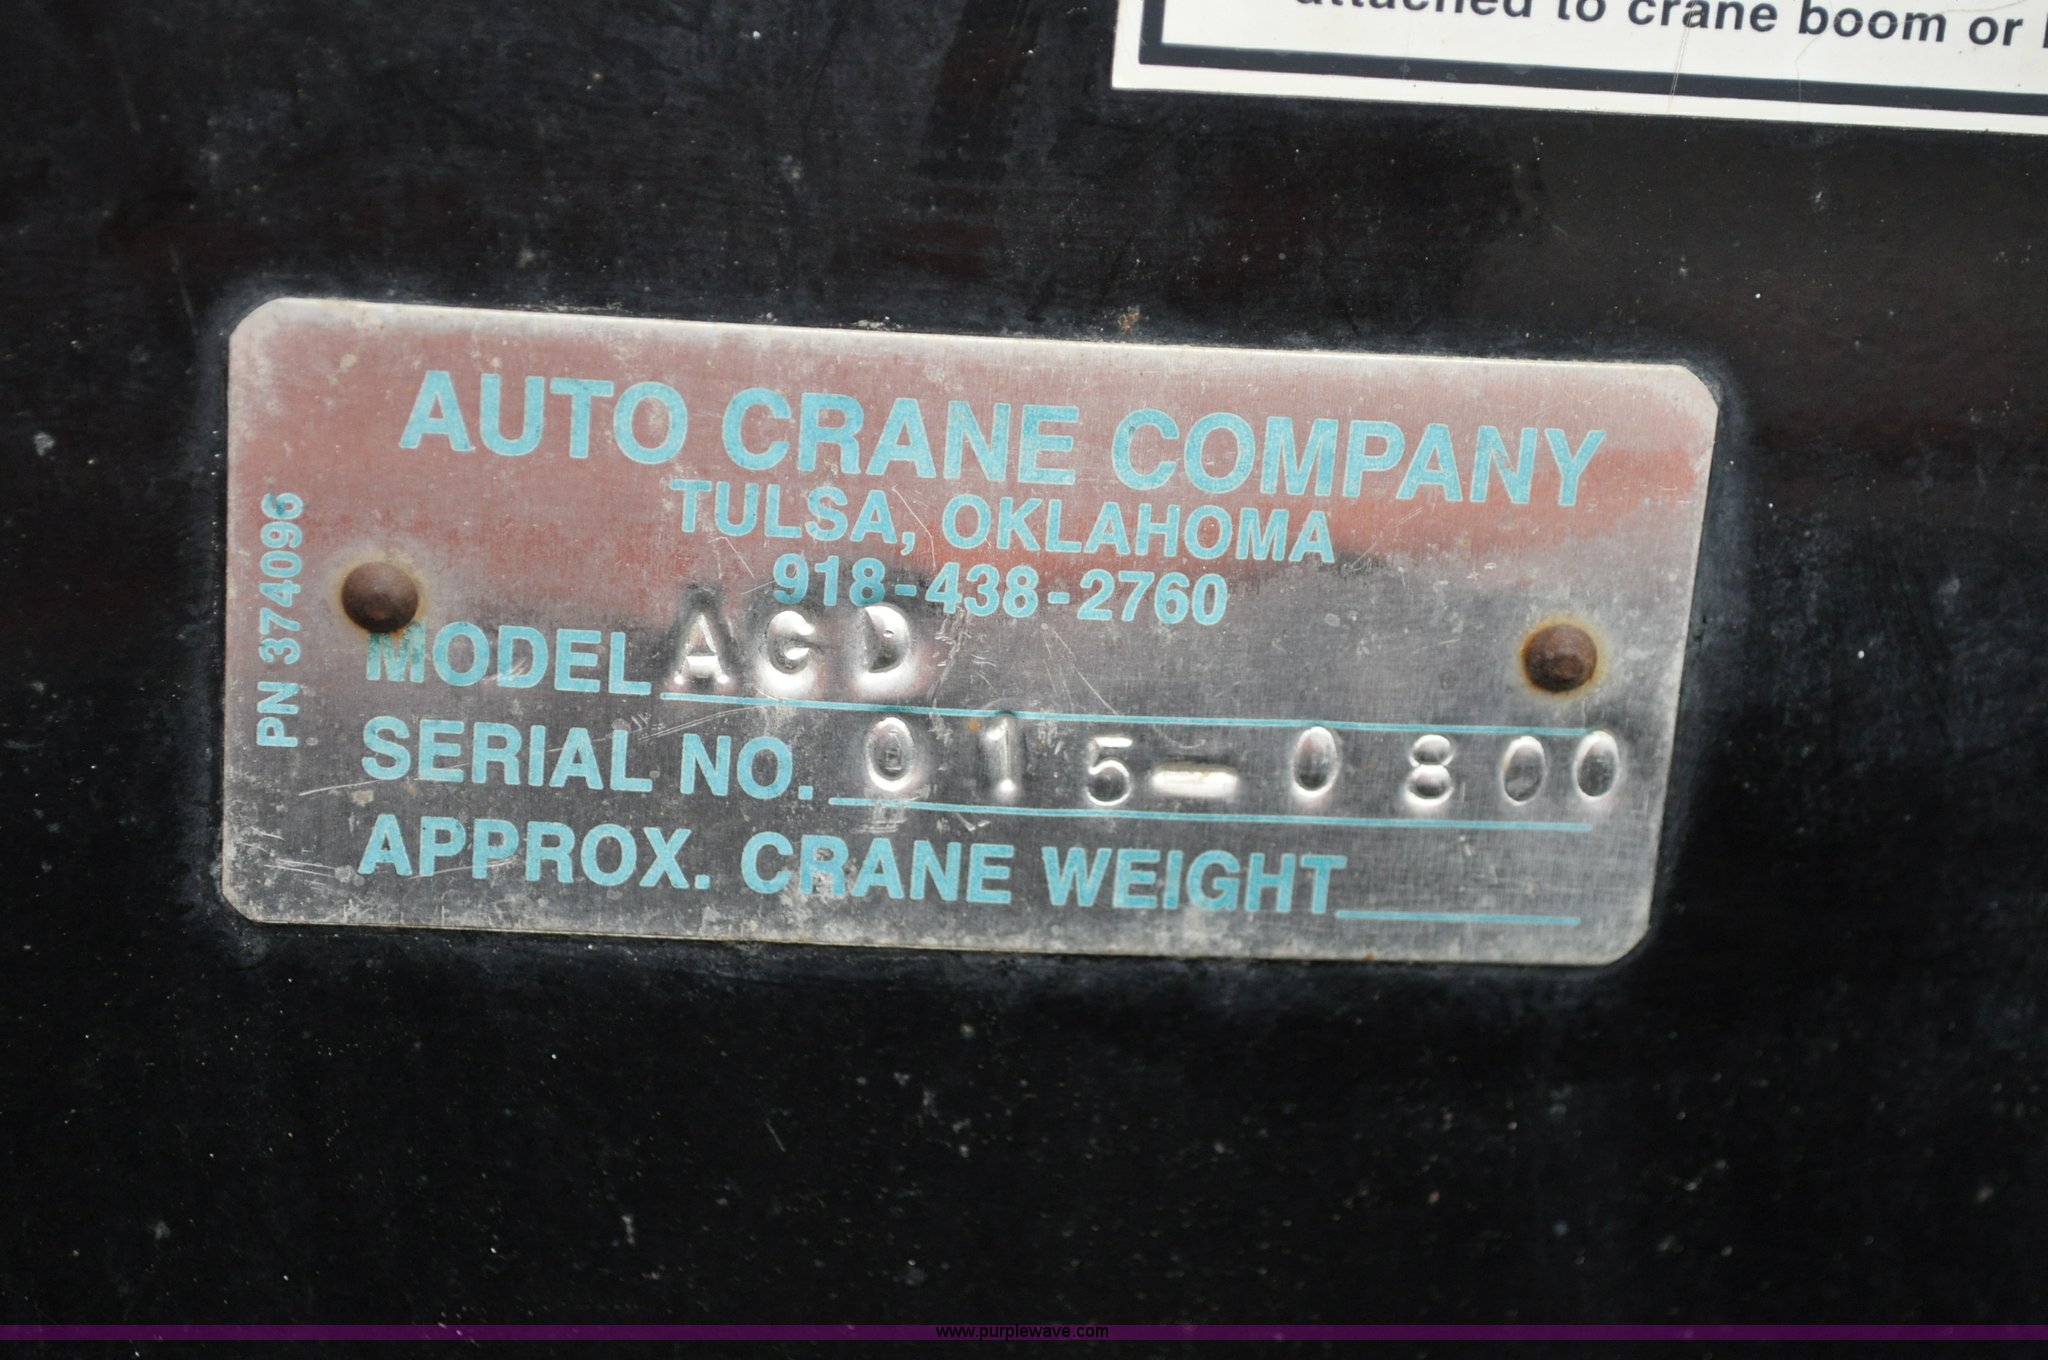 attached to crane boom or
AUTO CRANE COMPANY
TULSA, OKLAHOMA
918-438-2760
MODEL AGD
SERIAL NO. 015-0800
APPROX. CRANE WEIGHT
PN 374096
www.purplewave.com